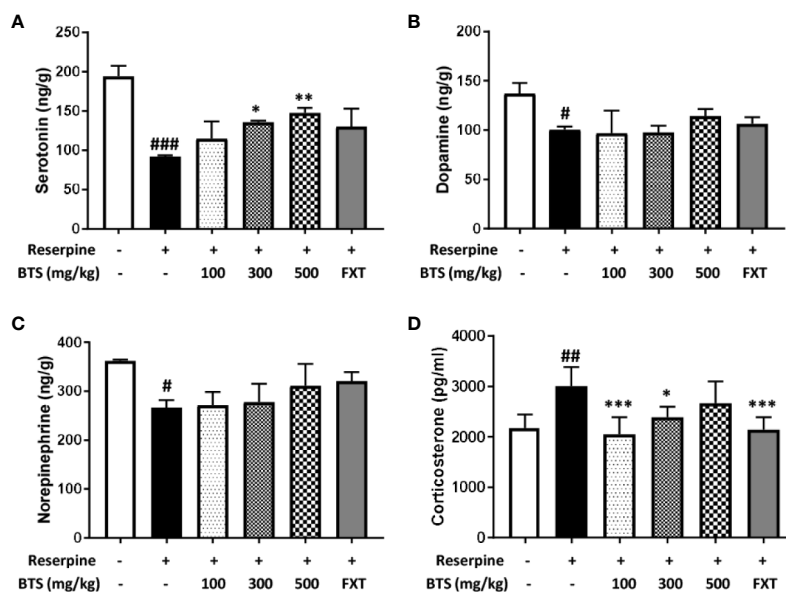 A
Serotonin (ng/g)
250
200
150
100
50
0
###
*
**
Reserpine - + + + + +
BTS (mg/kg) - - 100 300 500 FXT
B
Dopamine (ng/g)
150
100
50
0
#
Reserpine - + + + + +
BTS (mg/kg) - - 100 300 500 FXT
C
Norepinephrine (ng/g)
400
300
200
100
0
#
Reserpine - + + + + +
BTS (mg/kg) - - 100 300 500 FXT
D
Corticosterone (pg/ml)
4000
3000
2000
1000
0
##
***
*
***
Reserpine - + + + + +
BTS (mg/kg) - - 100 300 500 FXT